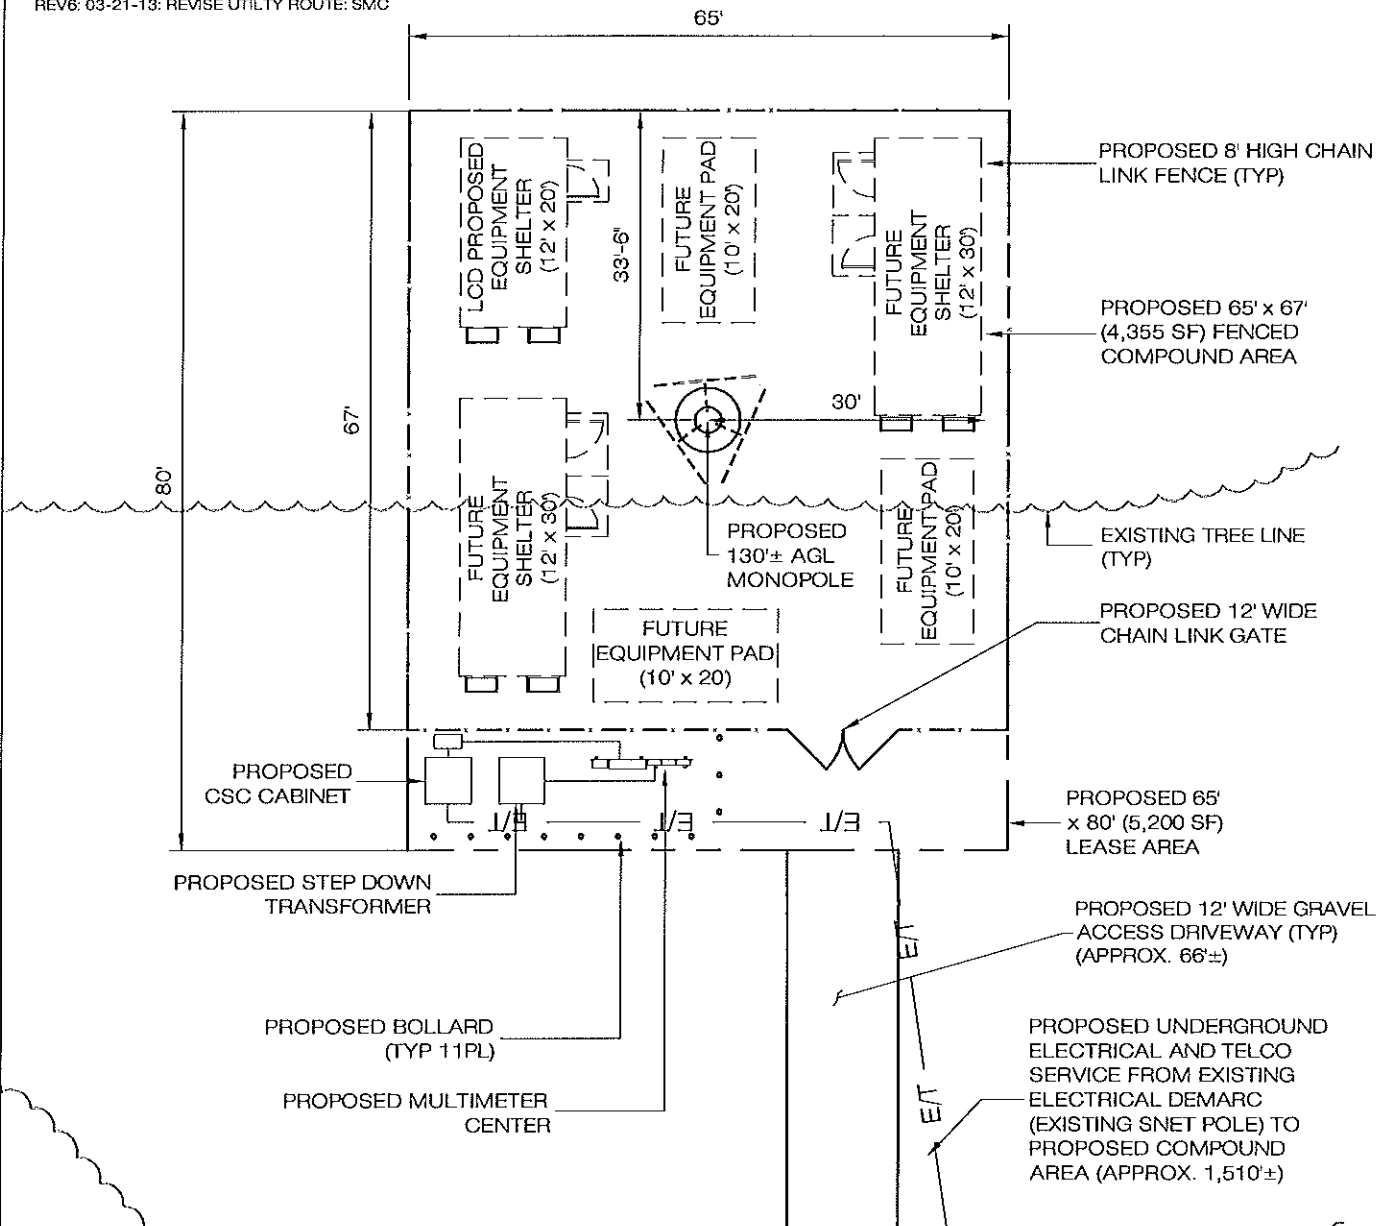 REV6: 03-21-13: REVISE UTILTY ROUTE: SMC
65'
PROPOSED 8' HIGH CHAIN
LINK FENCE (TYP)
LCD PROPOSED
EQUIPMENT
SHELTER
(12' x 20')
33'-6"
FUTURE
EQUIPMENT PAD
(10' x 20')
FUTURE
EQUIPMENT
SHELTER
(12' x 30')
PROPOSED 65' x 67'
(4,355 SF) FENCED
COMPOUND AREA
67'
80'
30'
FUTURE
EQUIPMENT
SHELTER
(12' x 30')
PROPOSED
130'± AGL
MONOPOLE
FUTURE
EQUIPMENT PAD
(10' x 20')
EXISTING TREE LINE
(TYP)
FUTURE
EQUIPMENT PAD
(10' x 20')
PROPOSED 12' WIDE
CHAIN LINK GATE
PROPOSED
CSC CABINET
E/T
E/T
E/T
PROPOSED 65'
x 80' (5,200 SF)
LEASE AREA
PROPOSED STEP DOWN
TRANSFORMER
PROPOSED 12' WIDE GRAVEL
ACCESS DRIVEWAY (TYP)
(APPROX. 66'±)
E/T
PROPOSED BOLLARD
(TYP 11PL)
PROPOSED MULTIMETER
CENTER
E/T
PROPOSED UNDERGROUND
ELECTRICAL AND TELCO
SERVICE FROM EXISTING
ELECTRICAL DEMARC
(EXISTING SNET POLE) TO
PROPOSED COMPOUND
AREA (APPROX. 1,510'±)